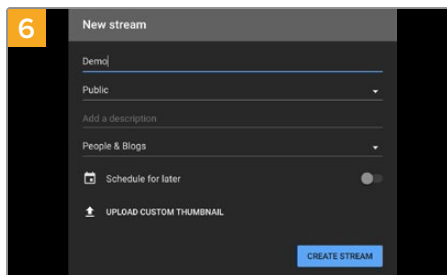 6
New stream
Demo
Public
Add a description
People & Blogs
Schedule for later
UPLOAD CUSTOM THUMBNAIL
CREATE STREAM